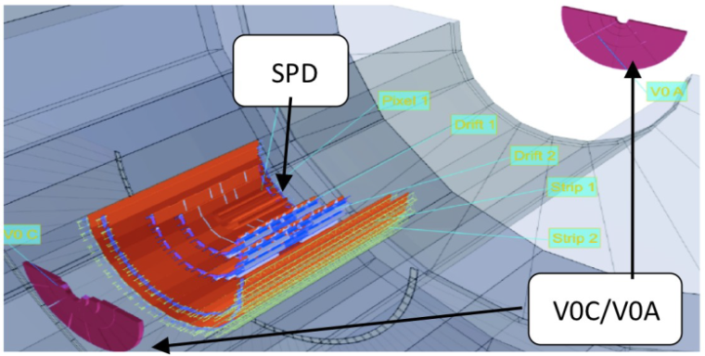 SPD
Pixel 1
V0 A
Drift 1
Drift 2
Strip 1
V0 C
Strip 2
V0C/V0A